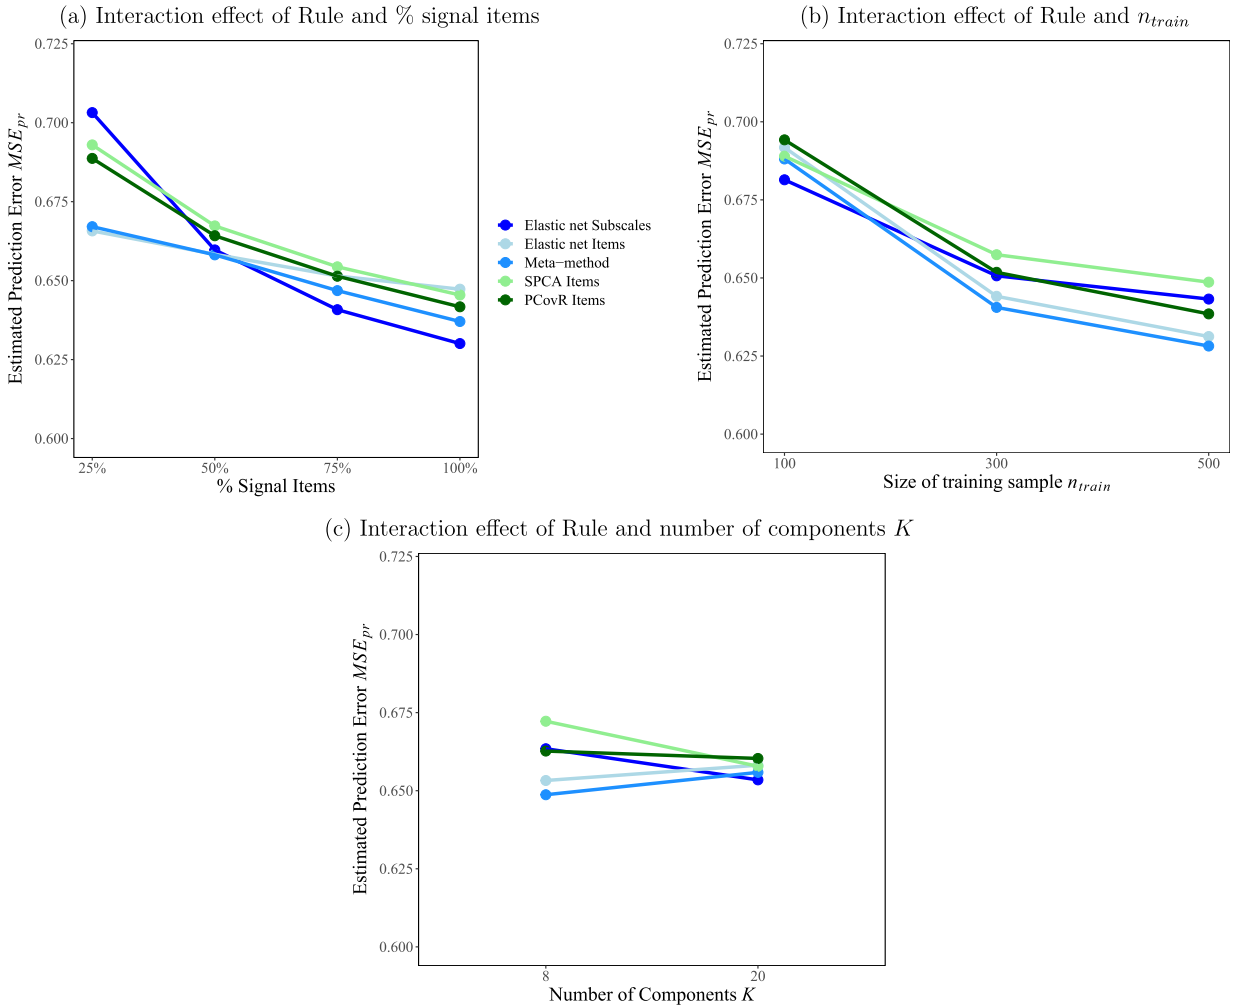 (a) Interaction effect of Rule and % signal items
0.725
0.700
0.675
0.650
0.625
0.600
Estimated Prediction Error MSE_pr
25% 50% 75% 100%
% Signal Items
Elastic net Subscales
Elastic net Items
Meta−method
SPCA Items
PCovR Items
(b) Interaction effect of Rule and n_train
0.725
0.700
0.675
0.650
0.625
0.600
Estimated Prediction Error MSE_pr
100 300 500
Size of training sample n_train
(c) Interaction effect of Rule and number of components K
0.725
0.700
0.675
0.650
0.625
0.600
Estimated Prediction Error MSE_pr
8 20
Number of Components K